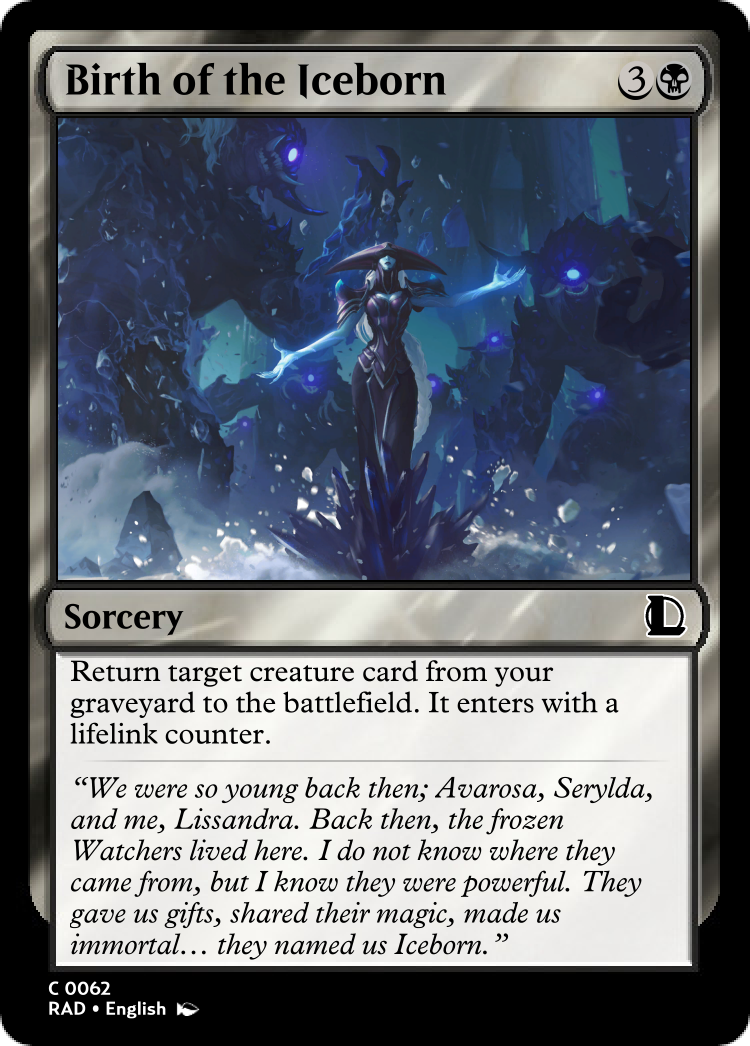 Birth of the Iceborn 3
Sorcery
Return target creature card from your
graveyard to the battlefield. It enters with a
lifelink counter.
“We were so young back then; Avarosa, Serylda,
and me, Lissandra. Back then, the frozen
Watchers lived here. I do not know where they
came from, but I know they were powerful. They
gave us gifts, shared their magic, made us
immortal… they named us Iceborn.”
C 0062
RAD • English